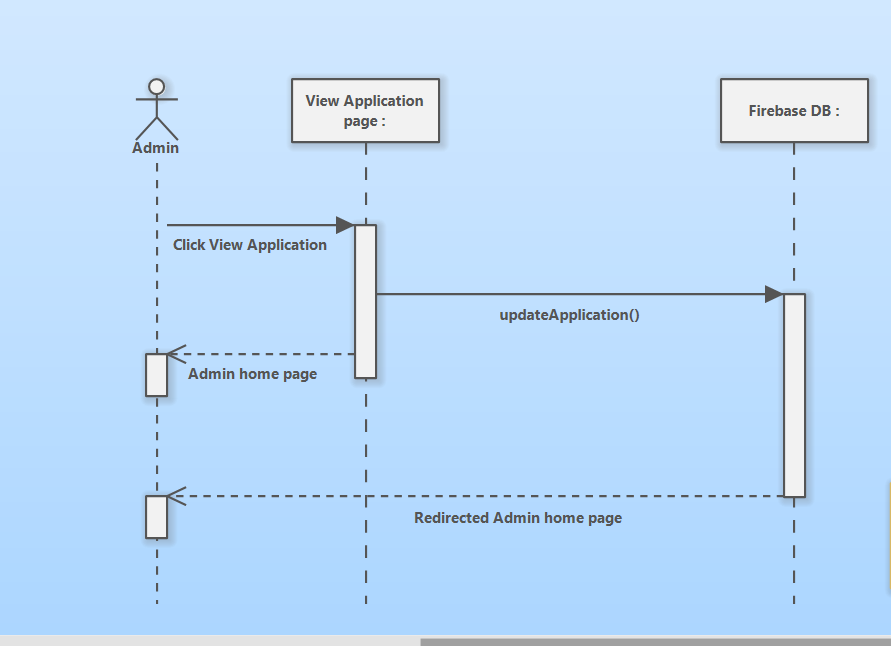 View Application
page :
Firebase DB :
Admin
Click View Application
updateApplication()
Admin home page
Redirected Admin home page